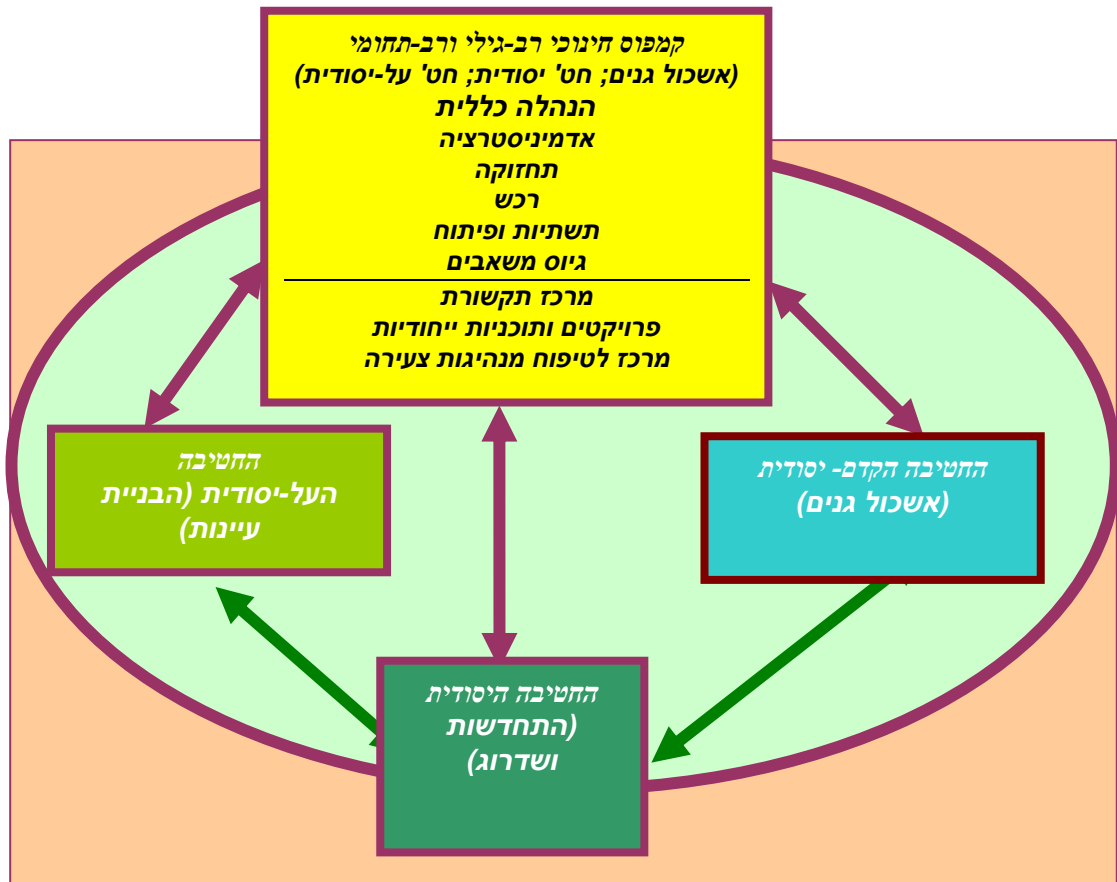 קמפוס חינוכי רב-גילי ורב-תחומי
(אשכול גנים; חט' יסודית; חט' על-יסודית)
הנהלה כללית
אדמיניסטרציה
תחזוקה
רכש
תשתיות ופיתוח
גיוס משאבים
מרכז תקשורת
פרויקטים ותוכניות ייחודיות
מרכז לטיפוח מנהיגות צעירה
החטיבה הקדם- יסודית
(אשכול גנים)
החטיבה
העל-יסודית (הבניית
עיינות)
החטיבה היסודית
(התחדשות
ושדרוג)